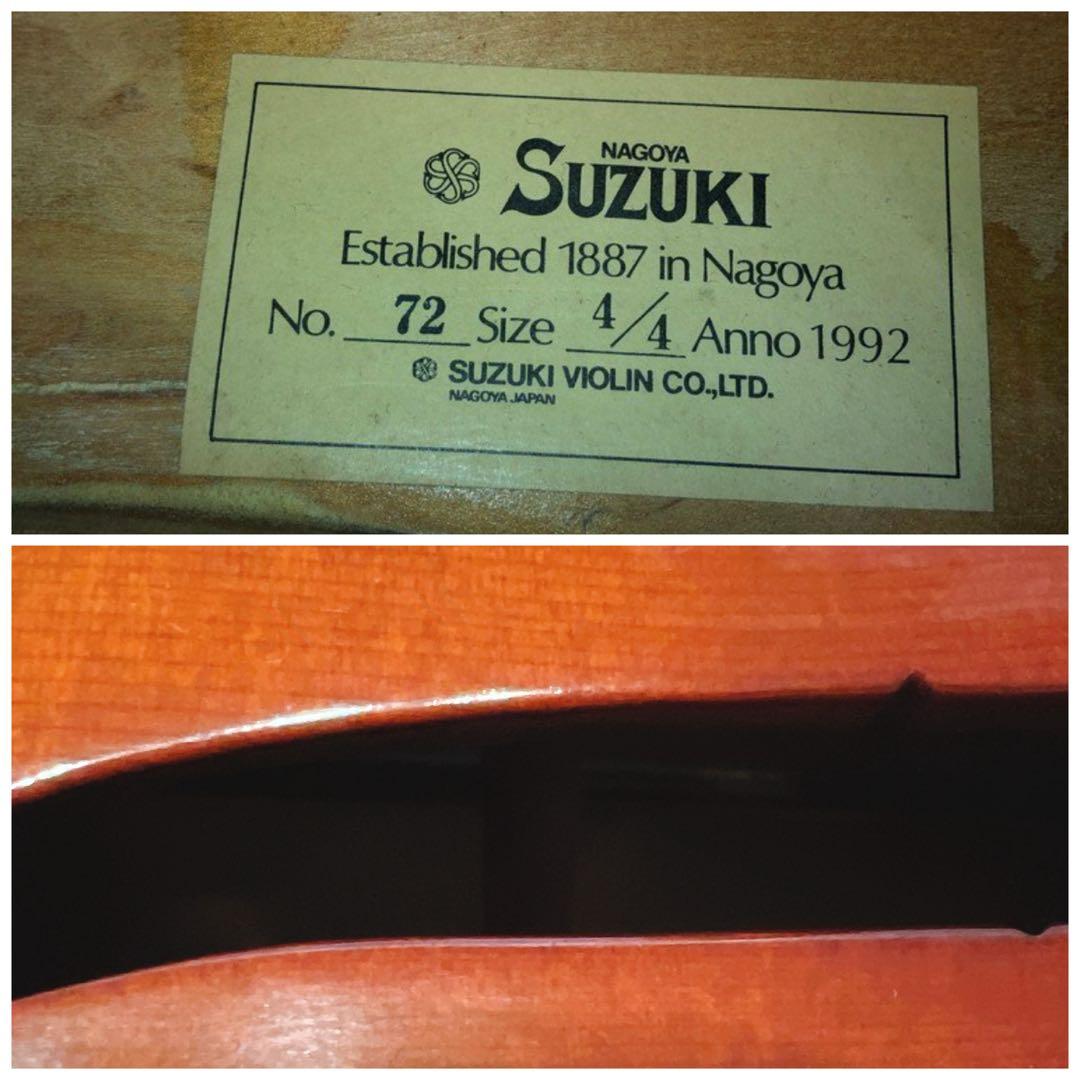 NAGOYA
SUZUKI
Established 1887 in Nagoya
No. 72 Size 4/4 Anno 1992
SUZUKI VIOLIN CO.,LTD.
NAGOYA JAPAN